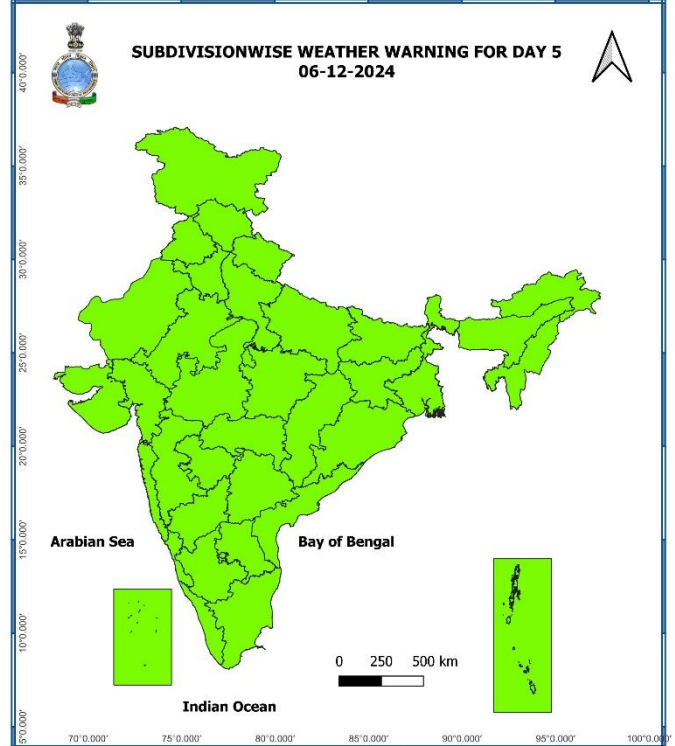 SUBDIVISIONWISE WEATHER WARNING FOR DAY 5
06-12-2024
40°0.000'
35°0.000'
30°0.000'
25°0.000'
20°0.000'
15°0.000'
10°0.000'
5°0.000'
Arabian Sea
Bay of Bengal
0 250 500 km
Indian Ocean
70°0.000' 75°0.000' 80°0.000' 85°0.000' 90°0.000' 95°0.000' 100°0.000'